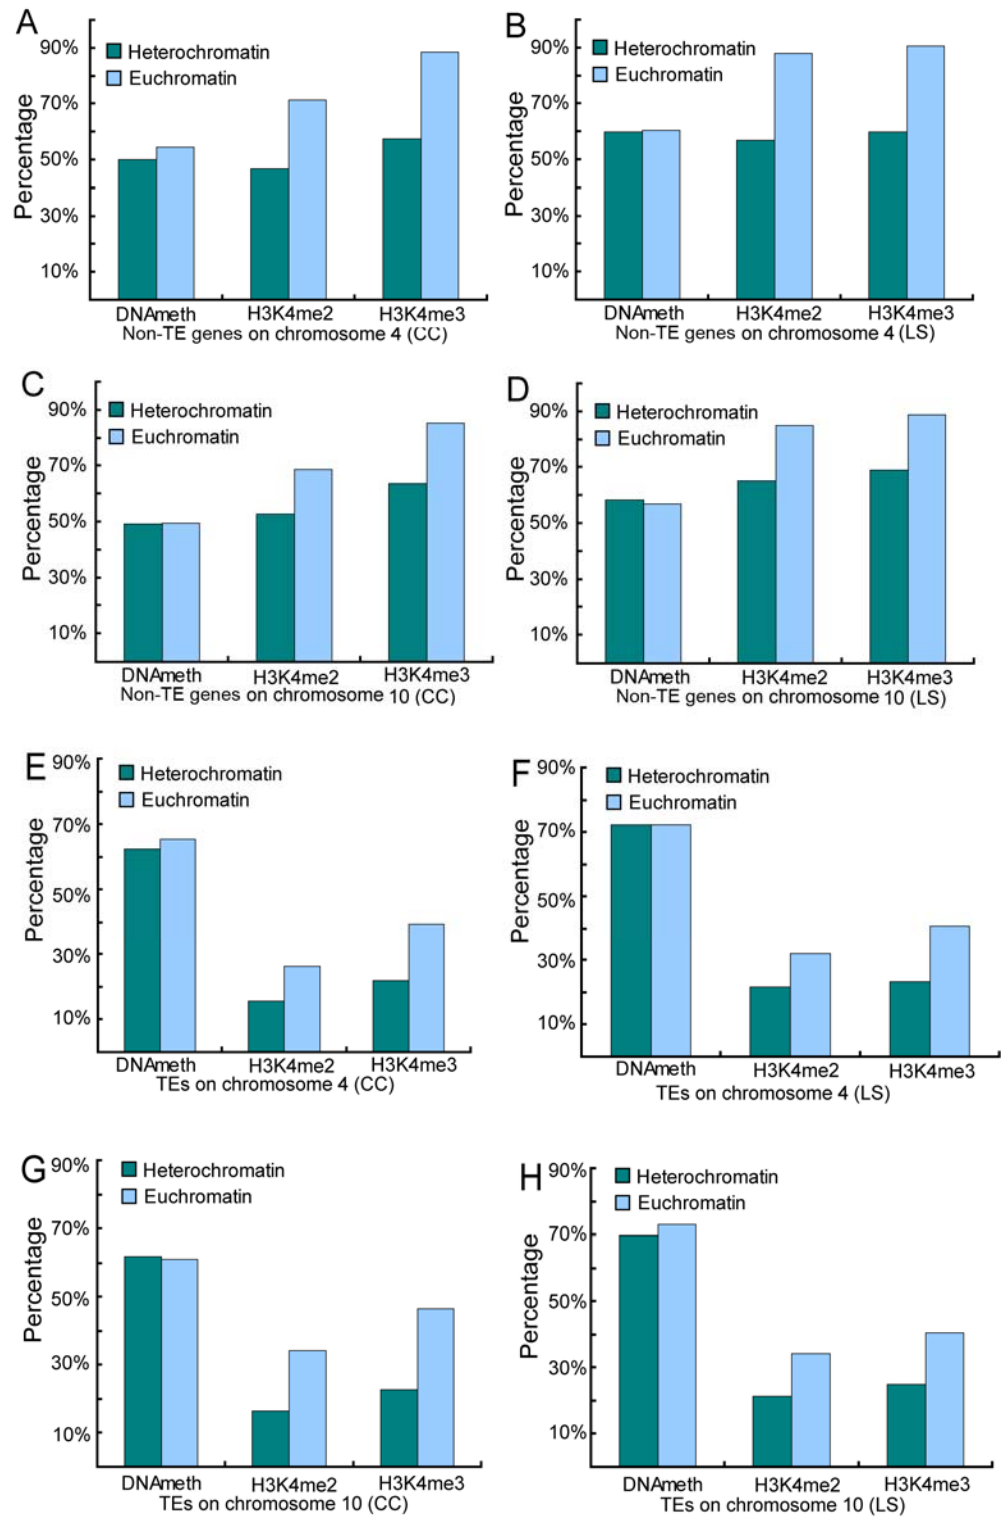 A
Percentage
90%
70%
50%
30%
10%
Heterochromatin
Euchromatin
DNAmeth H3K4me2 H3K4me3
Non-TE genes on chromosome 4 (CC)
B
Percentage
90%
70%
50%
30%
10%
Heterochromatin
Euchromatin
DNAmeth H3K4me2 H3K4me3
Non-TE genes on chromosome 4 (LS)
C
Percentage
90%
70%
50%
30%
10%
Heterochromatin
Euchromatin
DNAmeth H3K4me2 H3K4me3
Non-TE genes on chromosome 10 (CC)
D
Percentage
90%
70%
50%
30%
10%
Heterochromatin
Euchromatin
DNAmeth H3K4me2 H3K4me3
Non-TE genes on chromosome 10 (LS)
E
Percentage
90%
70%
50%
30%
10%
Heterochromatin
Euchromatin
DNAmeth H3K4me2 H3K4me3
TEs on chromosome 4 (CC)
F
Percentage
90%
70%
50%
30%
10%
Heterochromatin
Euchromatin
DNAmeth H3K4me2 H3K4me3
TEs on chromosome 4 (LS)
G
Percentage
90%
70%
50%
30%
10%
Heterochromatin
Euchromatin
DNAmeth H3K4me2 H3K4me3
TEs on chromosome 10 (CC)
H
Percentage
90%
70%
50%
30%
10%
Heterochromatin
Euchromatin
DNAmeth H3K4me2 H3K4me3
TEs on chromosome 10 (LS)